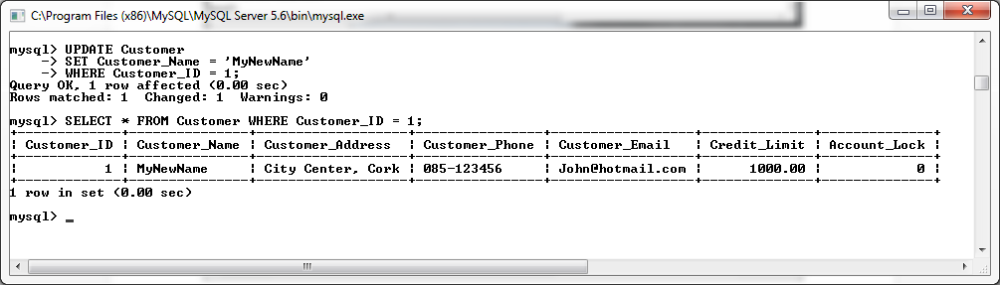 C:\Program Files (x86)\MySQL\MySQL Server 5.6\bin\mysql.exe
mysql> UPDATE Customer
    -> SET Customer_Name = 'MyNewName'
    -> WHERE Customer_ID = 1;
Query OK, 1 row affected (0.00 sec)
Rows matched: 1  Changed: 1  Warnings: 0
mysql> SELECT * FROM Customer WHERE Customer_ID = 1;
+-------------+---------------+--------------------+----------------+------------------+--------------+--------------+
| Customer_ID | Customer_Name | Customer_Address   | Customer_Phone | Customer_Email   | Credit_Limit | Account_Lock |
+-------------+---------------+--------------------+----------------+------------------+--------------+--------------+
|           1 | MyNewName     | City Center, Cork | 085-123456     | John@hotmail.com |      1000.00 |            0 |
+-------------+---------------+--------------------+----------------+------------------+--------------+--------------+
1 row in set (0.00 sec)
mysql> _